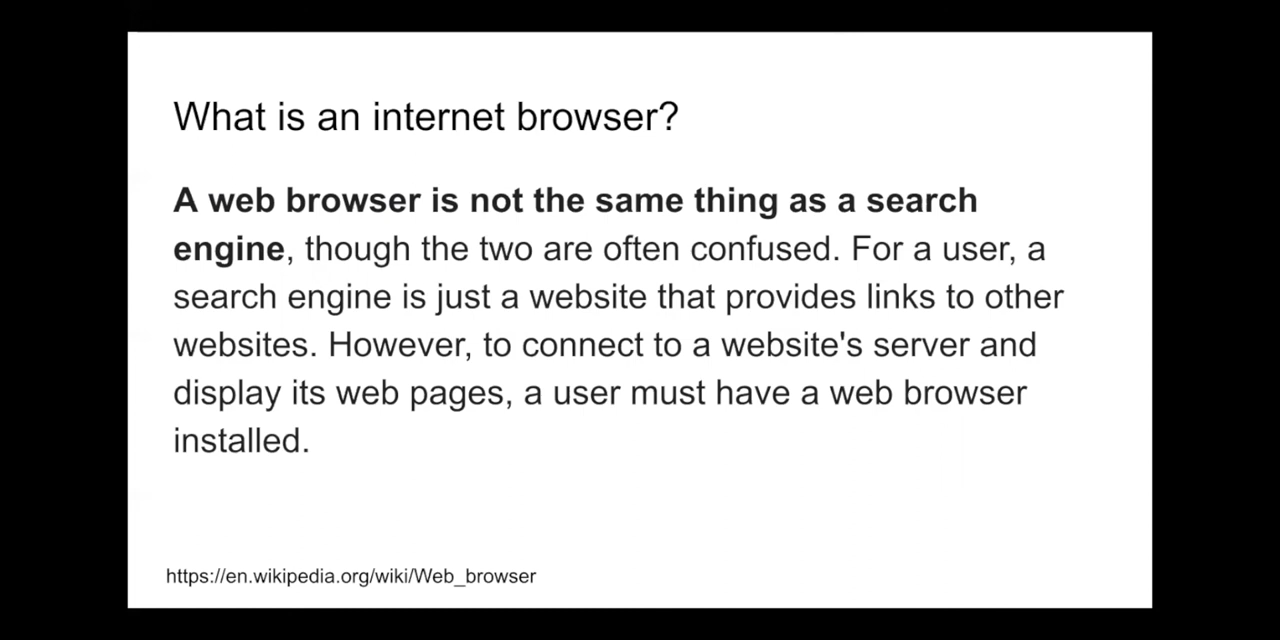 What is an internet browser?
A web browser is not the same thing as a search
engine, though the two are often confused. For a user, a
search engine is just a website that provides links to other
websites. However, to connect to a website's server and
display its web pages, a user must have a web browser
installed.
https://en.wikipedia.org/wiki/Web_browser